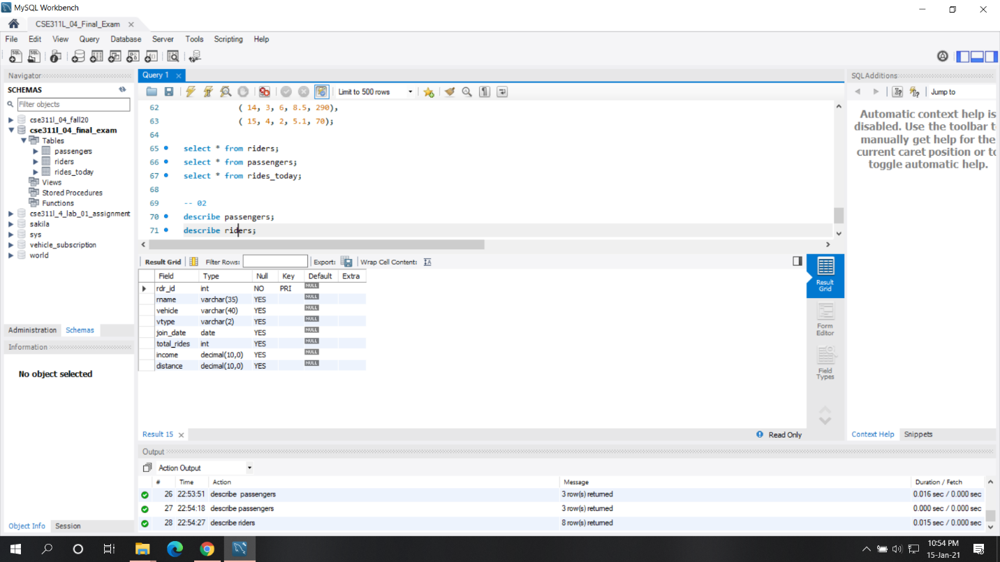 MySQL Workbench
CSE311L_04_Final_Exam
File Edit View Query Database Server Tools Scripting Help
Navigator
SCHEMAS
Filter objects
cse311l_04_fall20
cse311l_04_final_exam
Tables
passengers
riders
rides_today
Views
Stored Procedures
Functions
cse311l_4_lab_01_assignment
sakila
sys
vehicle_subscription
world
Administration Schemas
Information
No object selected
Object Info Session
Query 1
Limit to 500 rows
62 ( 14, 3, 6, 8.5, 290),
63 ( 15, 4, 2, 5.1, 70);
64
65 select * from riders;
66 select * from passengers;
67 select * from rides_today;
68
69 -- 02
70 describe passengers;
71 describe riders;
Result Grid Filter Rows: Export: Wrap Cell Content:
Field Type Null Key Default Extra
rdr_id int NO PRI NULL
rname varchar(35) YES NULL
vehicle varchar(40) YES NULL
vtype varchar(2) YES NULL
join_date date YES NULL
total_rides int YES NULL
income decimal(10,0) YES NULL
distance decimal(10,0) YES NULL
Result
Grid
Form
Editor
Field
Types
Result 15
Read Only
Output
Action Output
# Time Action Message Duration / Fetch
26 22:53:51 describe passengers 3 row(s) returned 0.016 sec / 0.000 sec
27 22:54:18 describe passengers 3 row(s) returned 0.000 sec / 0.000 sec
28 22:54:27 describe riders 8 row(s) returned 0.015 sec / 0.000 sec
SQLAdditions
Jump to
Automatic context help is
disabled. Use the toolbar t
manually get help for the
current caret position or to
toggle automatic help.
Context Help Snippets
10:54 PM
15-Jan-21